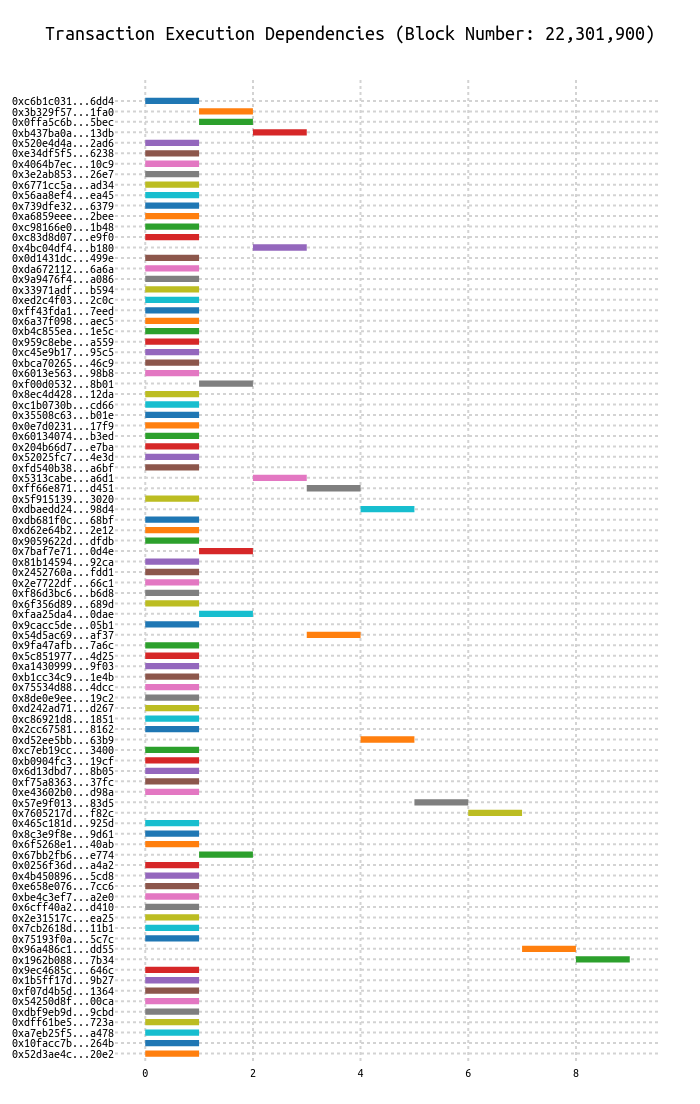 Transaction Execution Dependencies (Block Number: 22,301,900)
0xc6b1c031...6dd4
0x3b329f57...1fa0
0x0ffa5c6b...5bec
0xb437ba0a...13db
0x520e4d4a...2ad6
0xe34df5f5...6238
0x4064b7ec...10c9
0x3e2ab853...26e7
0x6771cc5a...ad34
0x56aa8ef4...ea45
0x739dfe32...6379
0xa6859eee...2bee
0xc98166e0...1b48
0xc83d8d07...e9f0
0x4bc04df4...b180
0x0d1431dc...499e
0xda672112...6a6a
0x9a9476f4...a086
0x33971adf...b594
0xed2c4f03...2c0c
0xff43fda1...7eed
0x6a37f098...aec5
0xb4c855ea...1e5c
0x959c8ebe...a559
0xc45e9b17...95c5
0xbca70265...46c9
0x6013e563...98b8
0xf00d0532...8b01
0x8ec4d428...12da
0xc1b0730b...cd66
0x35508c63...b01e
0x0e7d0231...17f9
0x60134074...b3ed
0x204b66d7...e7ba
0x52025fc7...4e3d
0xfd540b38...a6bf
0x5313cabe...a6d1
0xff66e871...d451
0x5f915139...3020
0xdbaedd24...98d4
0xdb681f0c...68bf
0xd62e64b2...2e12
0x9059622d...dfdb
0x7baf7e71...0d4e
0x81b14594...92ca
0x2452760a...fdd1
0x2e7722df...66c1
0xf86d3bc6...b6d8
0x6f356d89...689d
0xfaa25da4...0dae
0x9cacc5de...05b1
0x54d5ac69...af37
0x9fa47afb...7a6c
0x5c851977...4d25
0xa1430999...9f03
0xb1cc34c9...1e4b
0x75534d88...4dcc
0x8de0e9ee...19c2
0xd242ad71...d267
0xc86921d8...1851
0x2cc67581...8162
0xd52ee5bb...63b9
0xc7eb19cc...3400
0xb0904fc3...19cf
0x6d13dbd7...8b05
0xf75a8363...37fc
0xe43602b0...d98a
0x57e9f013...83d5
0x7605217d...f82c
0x465c181d...925d
0x8c3e9f8e...9d61
0x6f5268e1...40ab
0x67bb2fb6...e774
0x0256f36d...a4a2
0x4b450896...5cd8
0xe658e076...7cc6
0xbe4c3ef7...a2e0
0x6cff40a2...d410
0x2e31517c...ea25
0x7cb2618d...11b1
0x75193f0a...5c7c
0x96a486c1...dd55
0x1962b088...7b34
0x9ec4685c...646c
0x1b5ff17d...9b27
0xf07d4b5d...1364
0x54250d8f...00ca
0xdbf9eb9d...9cbd
0xdff61be5...723a
0xa7eb25f5...a478
0x10facc7b...264b
0x52d3ae4c...20e2
0 2 4 6 8